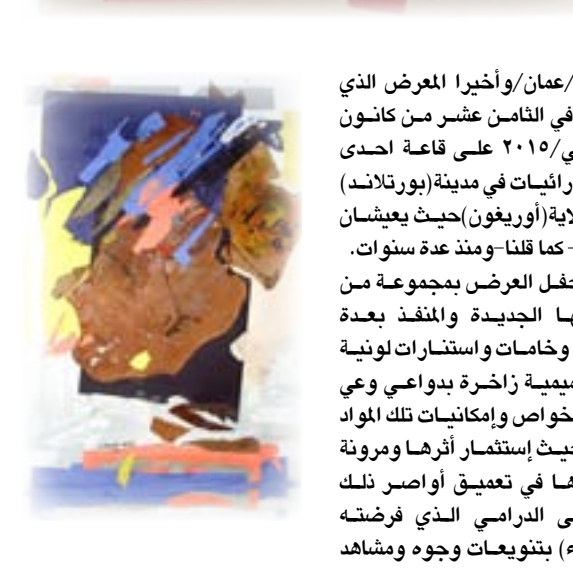 /عمان/وأخيرا المعرض الذي
في الثامن عشر من كانون
ي/٢٠١٥ على قاعة احدى
رائيات في مدينة(بورتلاند)
لاية(أوريغون)حيث يعيشان
- كما قلنا-ومنذ عدة سنوات.
حفل العرض بمجموعة من
ها الجديدة والمنفذ بعدة
وخامات واستنارات لونية
ميمية زاخرة بدواعي وعي
خواص وإمكانيات تلك المواد
حيث إستثمار أثرها ومرونة
ها في تعميق أواصر ذلك
ى الدرامي الذي فرضته
ء) بتنويعات وجوه ومشاهد